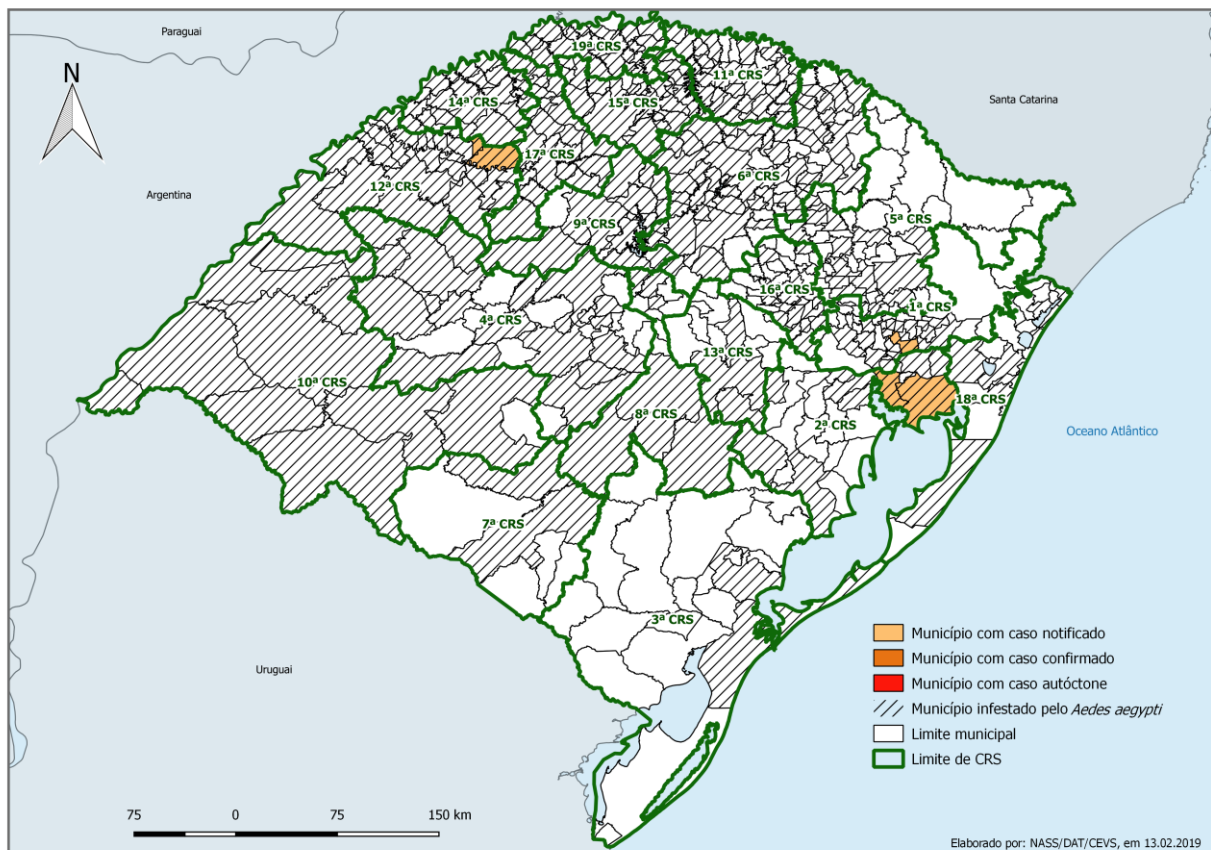 Paraguai
N
19ª CRS
11ª CRS
Santa Catarina
14ª CRS
15ª CRS
17ª CRS
6ª CRS
12ª CRS
Argentina
5ª CRS
9ª CRS
16ª CRS
1ª CRS
4ª CRS
13ª CRS
10ª CRS
18ª CRS
8ª CRS
2ª CRS
Oceano Atlântico
7ª CRS
3ª CRS
Uruguai
Município com caso notificado
Município com caso confirmado
Município com caso autóctone
Município infestado pelo Aedes aegypti
Limite municipal
Limite de CRS
75 0 75 150 km
Elaborado por: NASS/DAT/CEVS, em 13.02.2019